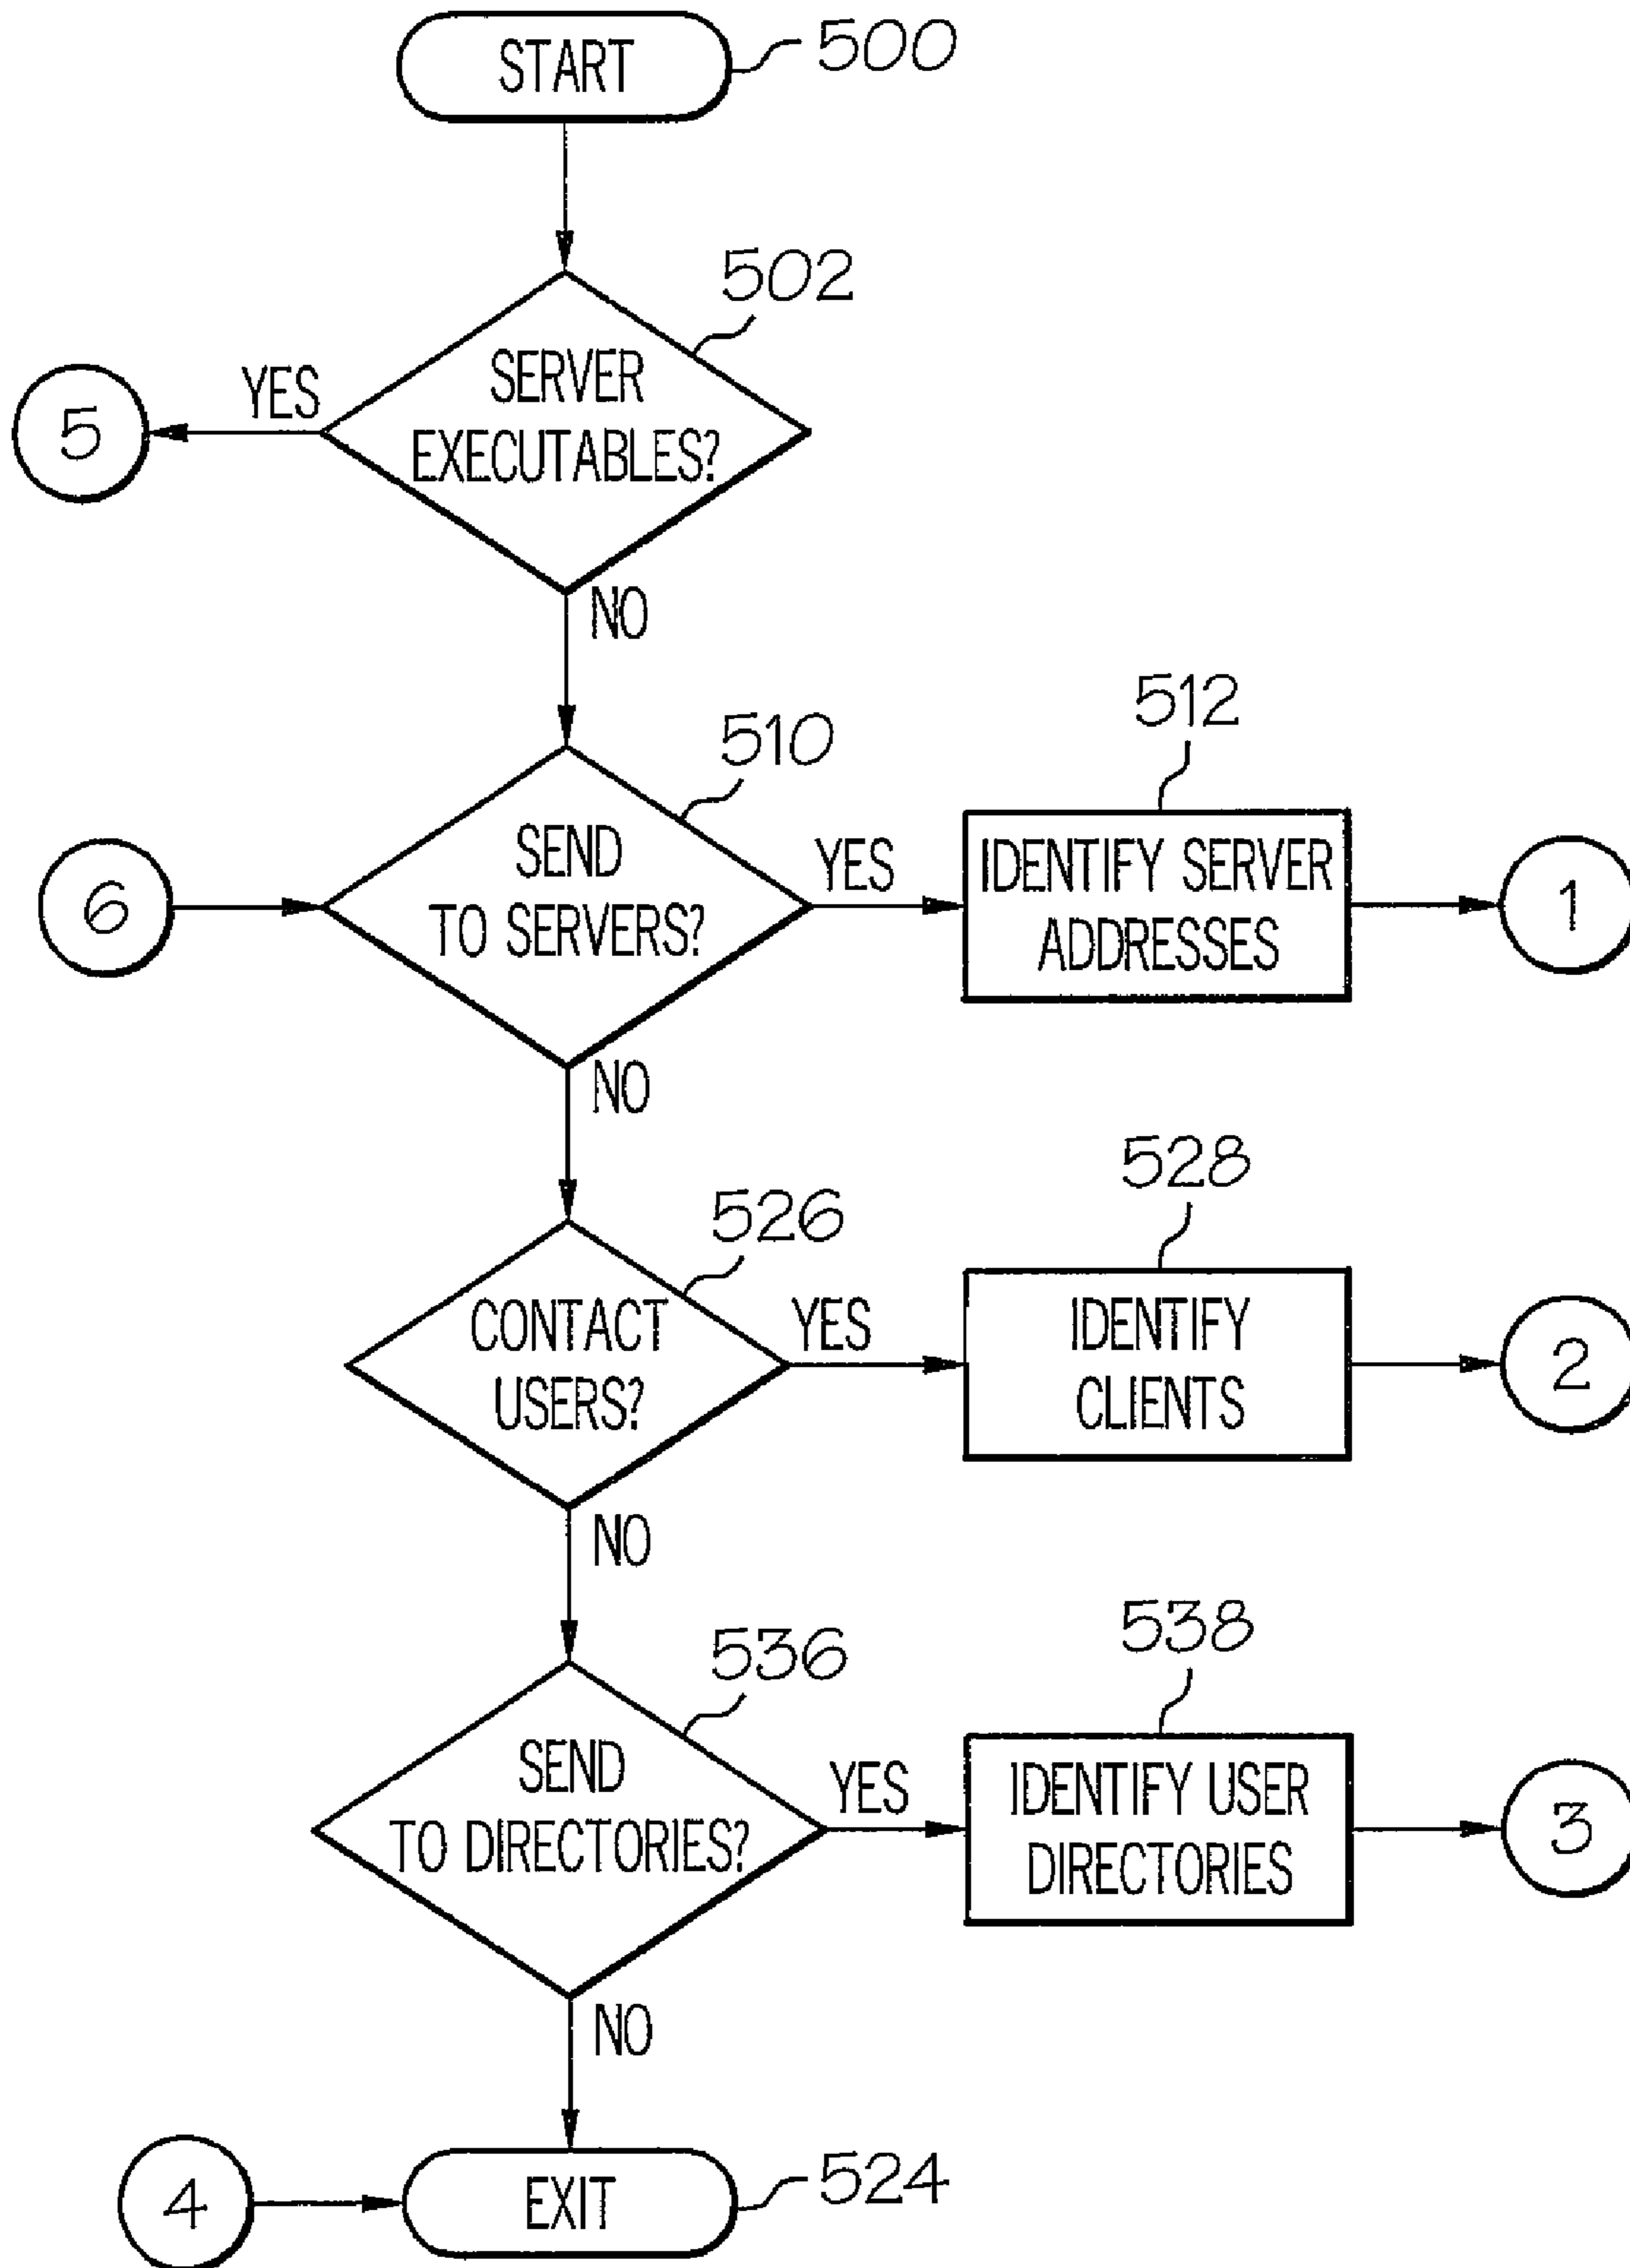 START
500
502
SERVER
EXECUTABLES?
YES
5
NO
510
512
SEND
TO SERVERS?
6
YES
IDENTIFY SERVER
ADDRESSES
1
NO
526
528
CONTACT
USERS?
YES
IDENTIFY
CLIENTS
2
NO
536
538
SEND
TO DIRECTORIES?
YES
IDENTIFY USER
DIRECTORIES
3
NO
4
EXIT
524